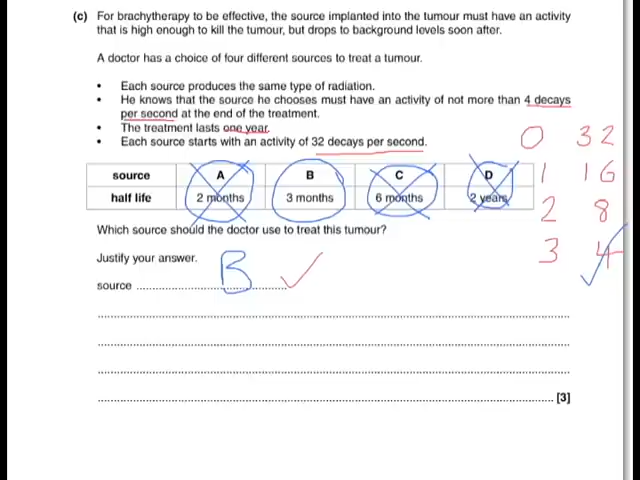 (c) For brachytherapy to be effective, the source implanted into the tumour must have an activity
that is high enough to kill the tumour, but drops to background levels soon after.
A doctor has a choice of four different sources to treat a tumour.
• Each source produces the same type of radiation.
• He knows that the source he chooses must have an activity of not more than 4 decays
per second at the end of the treatment.
• The treatment lasts one year.
• Each source starts with an activity of 32 decays per second.
0 32
source A B C D
1 16
half life 2 months 3 months 6 months 2 years
2 8
Which source should the doctor use to treat this tumour?
3 4
Justify your answer.
source B
[3]